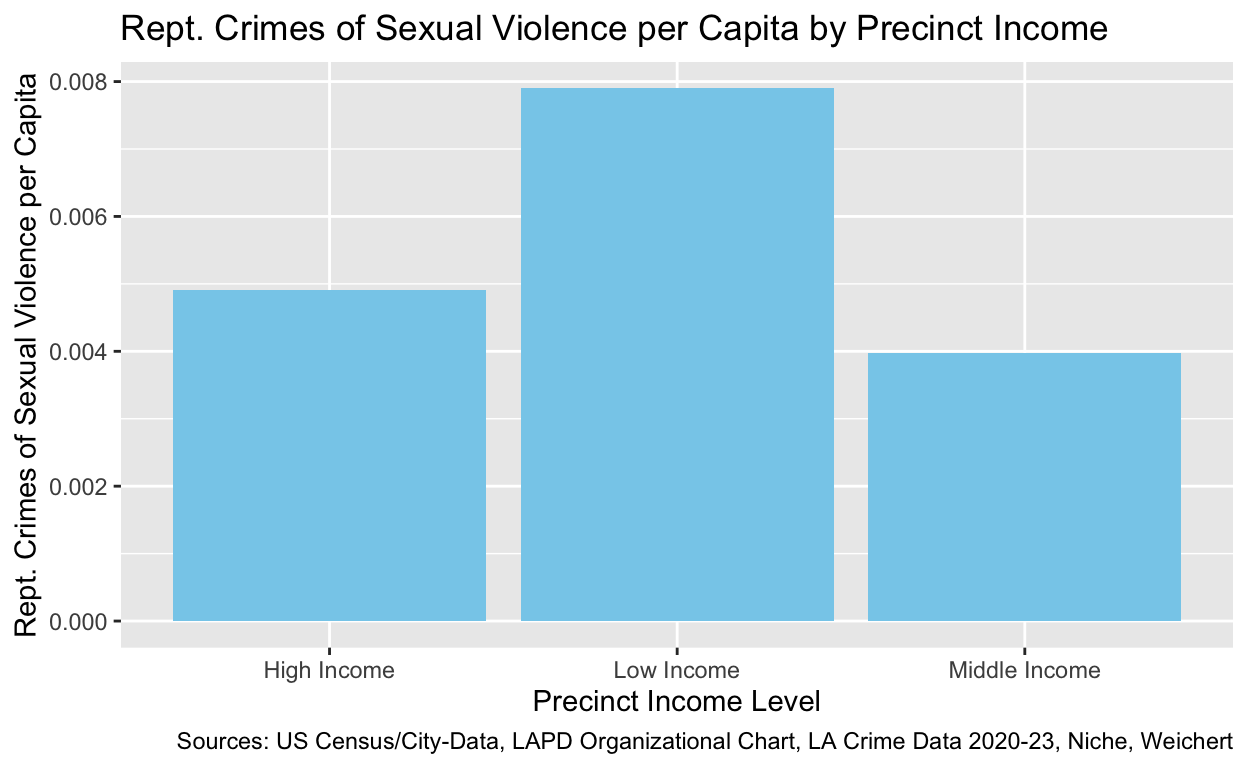 Rept. Crimes of Sexual Violence per Capita by Precinct Income
Rept. Crimes of Sexual Violence per Capita
0.008
0.006
0.004
0.002
0.000
High Income
Low Income
Middle Income
Precinct Income Level
Sources: US Census/City-Data, LAPD Organizational Chart, LA Crime Data 2020-23, Niche, Weichert